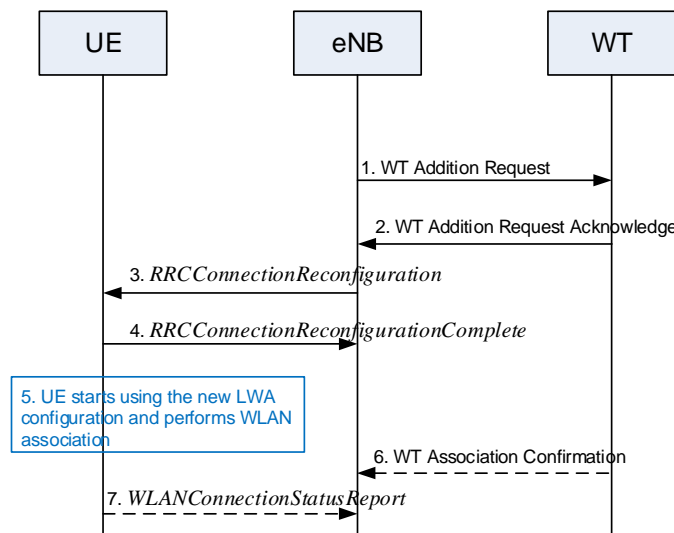 UE
eNB
WT
1. WT Addition Request
2. WT Addition Request Acknowledge
3. RRCConnectionReconfiguration
4. RRCConnectionReconfigurationComplete
5. UE starts using the new LWA
configuration and performs WLAN
association
6. WT Association Confirmation
7. WLANConnectionStatusReport